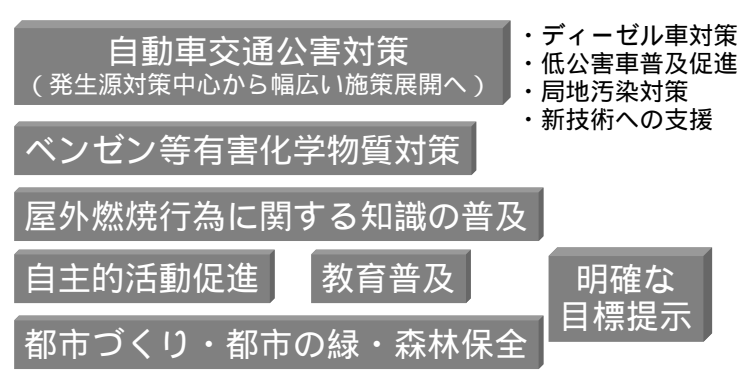 自動車交通公害対策
(発生源対策中心から幅広い施策展開へ)
・ディーゼル車対策
・低公害車普及促進
・局地汚染対策
・新技術への支援
ベンゼン等有害化学物質対策
屋外燃焼行為に関する知識の普及
自主的活動促進
教育普及
明確な
目標提示
都市づくり・都市の緑・森林保全